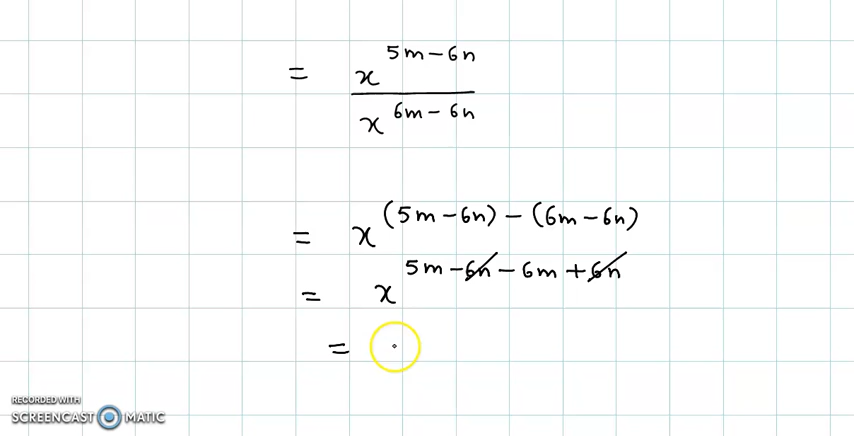 = x^(5m-6n)
x^(6m-6n)
= x^((5m-6n)-(6m-6n))
= x^(5m-6n-6m+6n)
=
RECORDED WITH
SCREENCAST MATIC